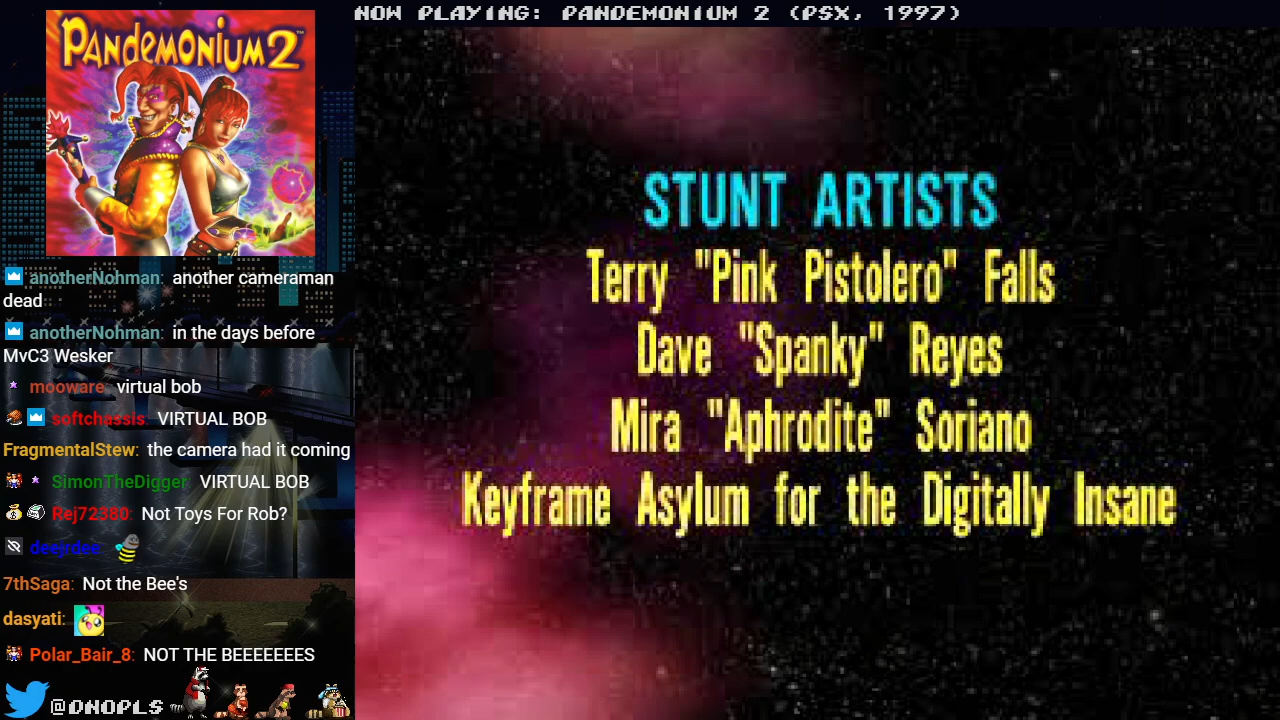 NOW PLAYING: PANDEMONIUM 2 (PSX, 1997)
PANDEMONIUM 2™
anotherNohman: another cameraman
dead
anotherNohman: in the days before
MvC3 Wesker
mooware: virtual bob
softchassis: VIRTUAL BOB
FragmentalStew: the camera had it coming
SimonTheDigger: VIRTUAL BOB
Rej72380: Not Toys For Rob?
deejrdee:
7thSaga: Not the Bee's
dasyati:
Polar_Bair_8: NOT THE BEEEEEEES
@DHOPLS
STUNT ARTISTS
Terry "Pink Pistolero" Falls
Dave "Spanky" Reyes
Mira "Aphrodite" Soriano
Keyframe Asylum for the Digitally Insane